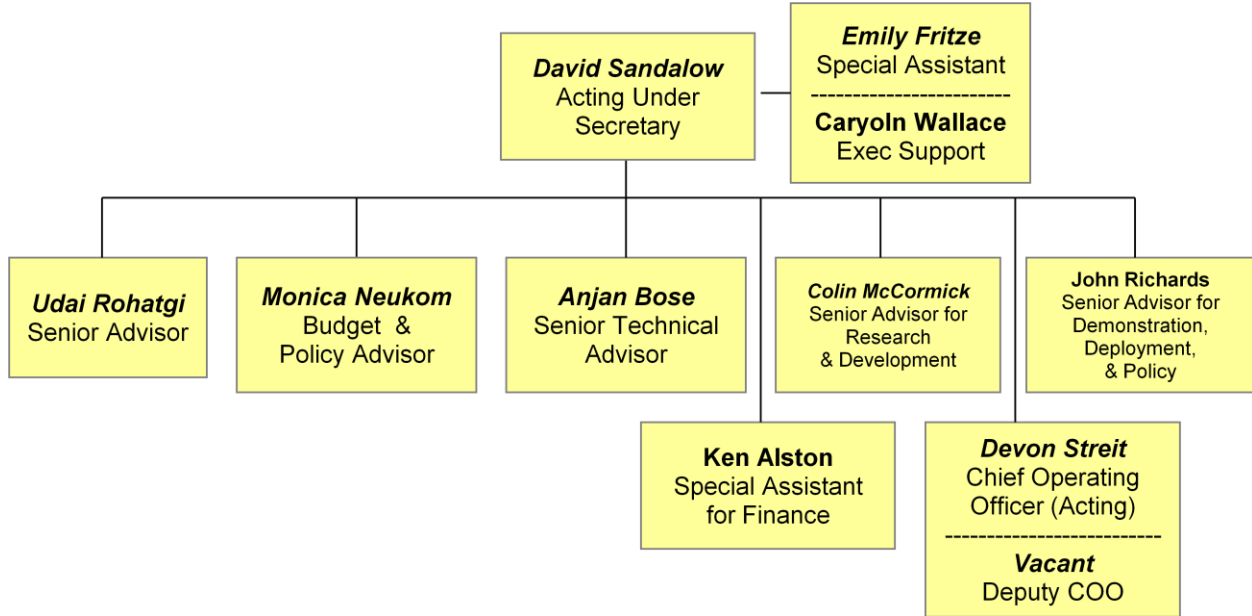 David Sandalow
Acting Under
Secretary
Emily Fritze
Special Assistant
------------------------
Caryoln Wallace
Exec Support
Udai Rohatgi
Senior Advisor
Monica Neukom
Budget & 
Policy Advisor
Anjan Bose
Senior Technical
Advisor
Colin McCormick
Senior Advisor for
Research
& Development
John Richards
Senior Advisor for
Demonstration,
Deployment,
& Policy
Ken Alston
Special Assistant
for Finance
Devon Streit
Chief Operating
Officer (Acting)
--------------------------
Vacant
Deputy COO